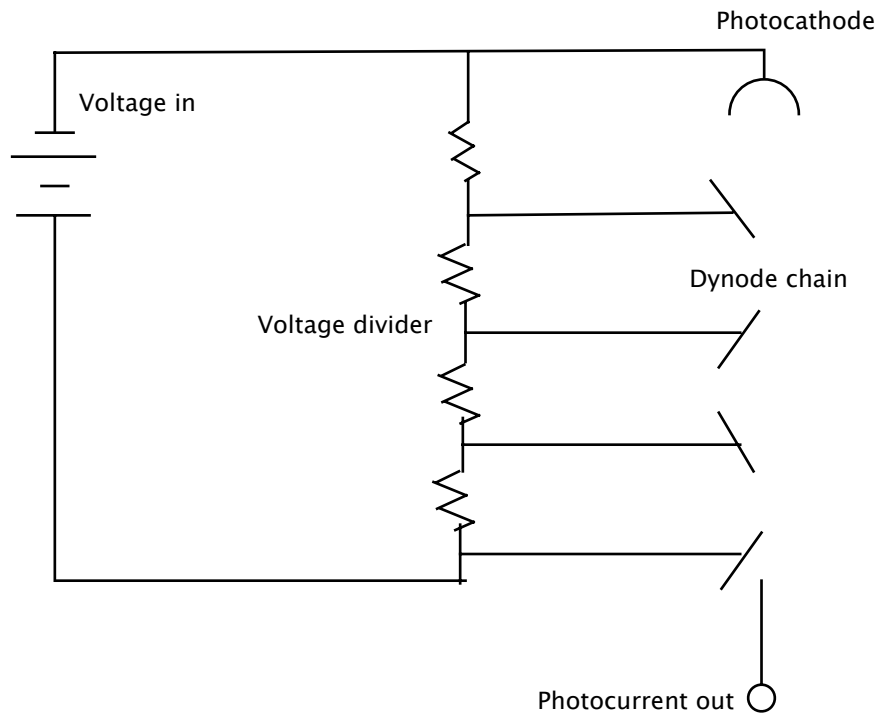 Photocathode
Voltage in
Dynode chain
Voltage divider
Photocurrent out